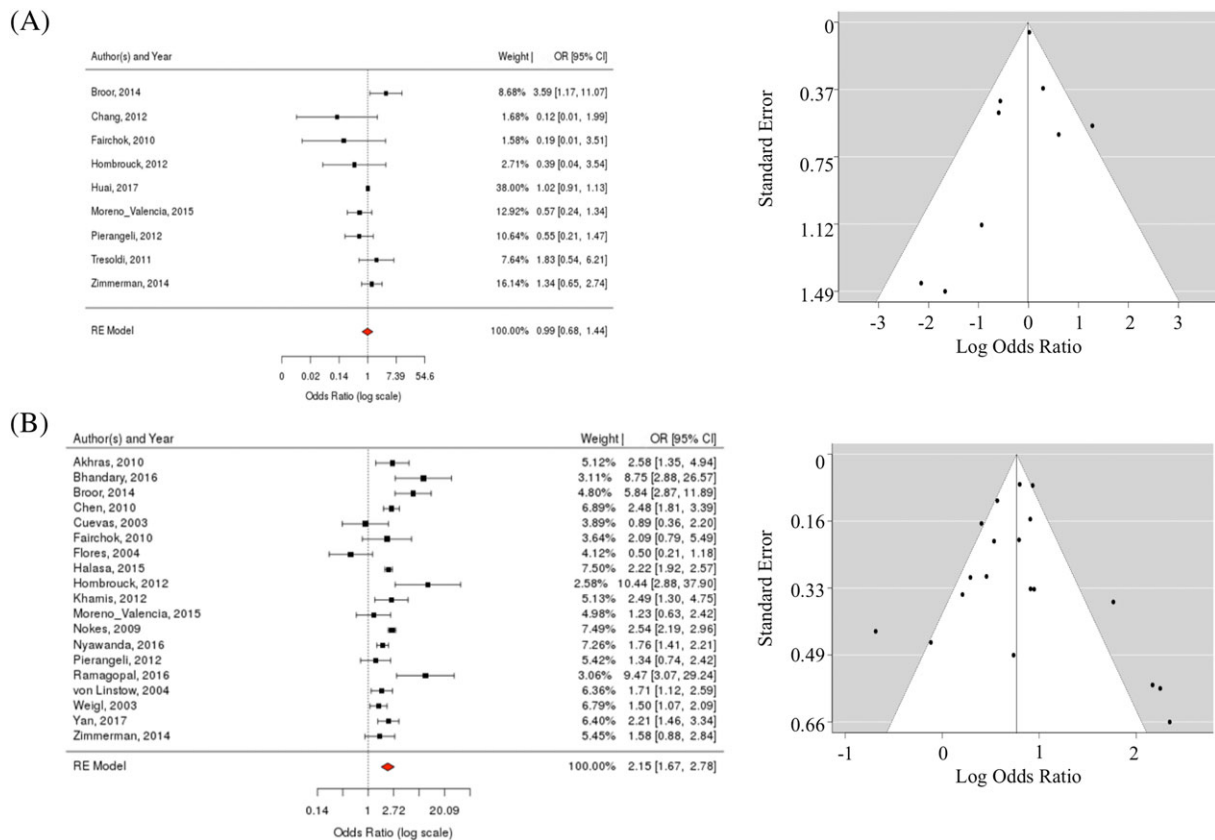 (A)
Author(s) and Year Weight | OR [95% CI]
Broor, 2014 8.68% 3.59 [1.17, 11.07]
Chang, 2012 1.68% 0.12 [0.01, 1.99]
Fairchok, 2010 1.58% 0.19 [0.01, 3.51]
Hombrouck, 2012 2.71% 0.39 [0.04, 3.54]
Huai, 2017 38.00% 1.02 [0.91, 1.13]
Moreno_Valencia, 2015 12.92% 0.57 [0.24, 1.34]
Pierangeli, 2012 10.64% 0.55 [0.21, 1.47]
Tresoldi, 2011 7.64% 1.83 [0.54, 6.21]
Zimmerman, 2014 16.14% 1.34 [0.65, 2.74]
RE Model 100.00% 0.99 [0.68, 1.44]
0 0.02 0.14 1 7.39 54.6
Odds Ratio (log scale)
Standard Error
0
0.37
0.75
1.12
1.49
-3 -2 -1 0 1 2 3
Log Odds Ratio
(B)
Author(s) and Year Weight | OR [95% CI]
Akhras, 2010 5.12% 2.58 [1.35, 4.94]
Bhandary, 2016 3.11% 8.75 [2.88, 26.57]
Broor, 2014 4.80% 5.84 [2.87, 11.89]
Chen, 2010 6.89% 2.48 [1.81, 3.39]
Cuevas, 2003 3.89% 0.89 [0.36, 2.20]
Fairchok, 2010 3.64% 2.09 [0.79, 5.49]
Flores, 2004 4.12% 0.50 [0.21, 1.18]
Halasa, 2015 7.50% 2.22 [1.92, 2.57]
Hombrouck, 2012 2.58% 10.44 [2.88, 37.90]
Khamis, 2012 5.13% 2.49 [1.30, 4.75]
Moreno_Valencia, 2015 4.98% 1.23 [0.63, 2.42]
Nokes, 2009 7.49% 2.54 [2.19, 2.96]
Nyawanda, 2016 7.26% 1.76 [1.41, 2.21]
Pierangeli, 2012 5.42% 1.34 [0.74, 2.42]
Ramagopal, 2016 3.06% 9.47 [3.07, 29.24]
von Linstow, 2004 6.36% 1.71 [1.12, 2.59]
Weigl, 2003 6.79% 1.50 [1.07, 2.09]
Yan, 2017 6.40% 2.21 [1.46, 3.34]
Zimmerman, 2014 5.45% 1.58 [0.88, 2.84]
RE Model 100.00% 2.15 [1.67, 2.78]
0.14 1 2.72 20.09
Odds Ratio (log scale)
Standard Error
0
0.16
0.33
0.49
0.66
-1 0 1 2
Log Odds Ratio